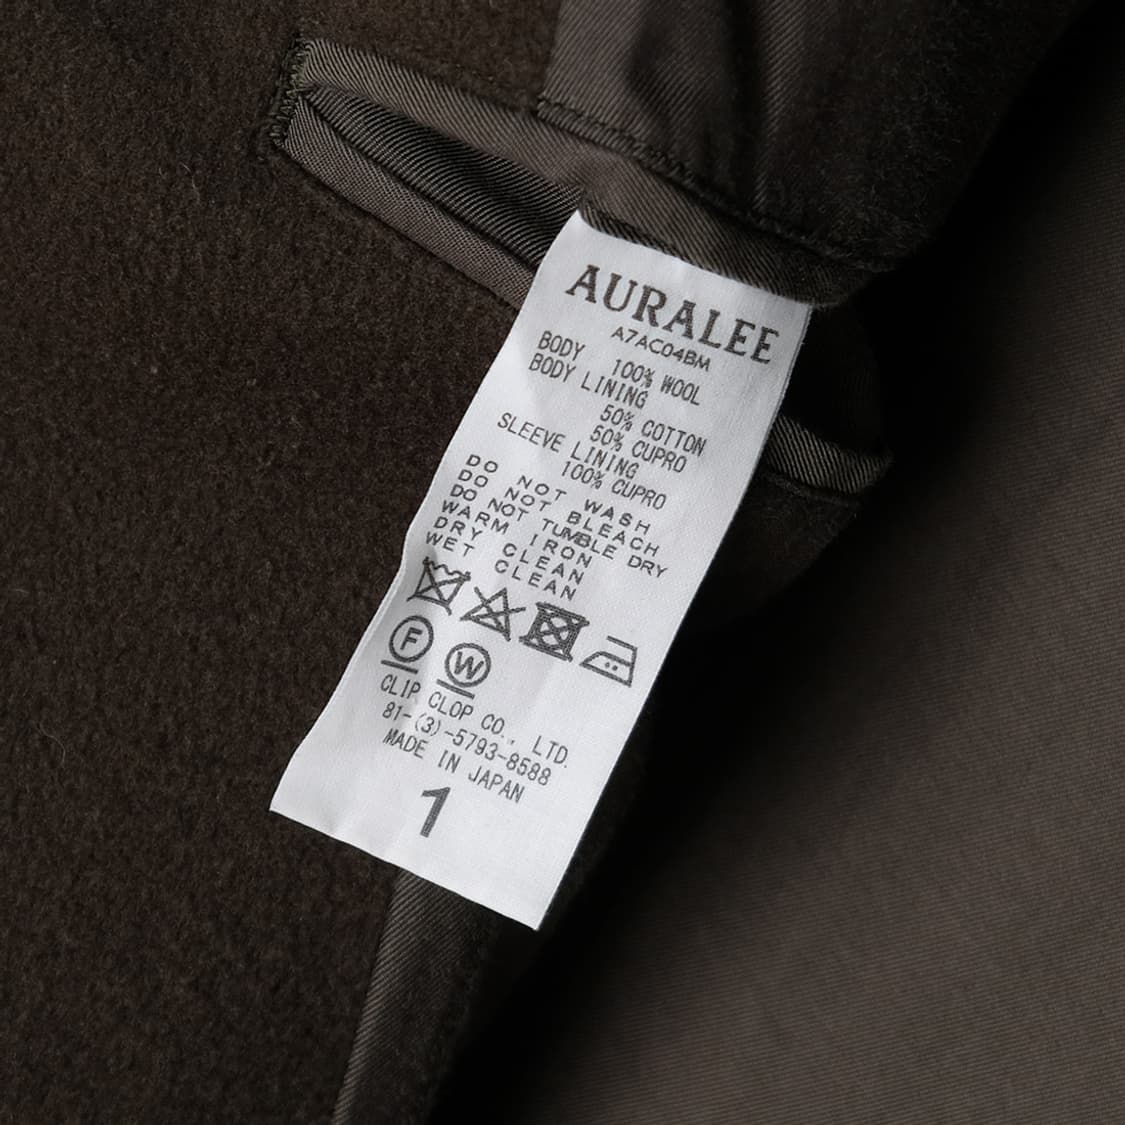 AURALEE
A7AC04BM
BODY 100% WOOL
BODY LINING
50% COTTON
50% CUPRO
SLEEVE LINING
100% CUPRO
DO NOT WASH
DO NOT BLEACH
DO NOT TUMBLE DRY
WARM IRON
DRY CLEAN
WET CLEAN
F
W
CLIP CLOP CO., LTD.
81-(3)-5793-8588
MADE IN JAPAN
1